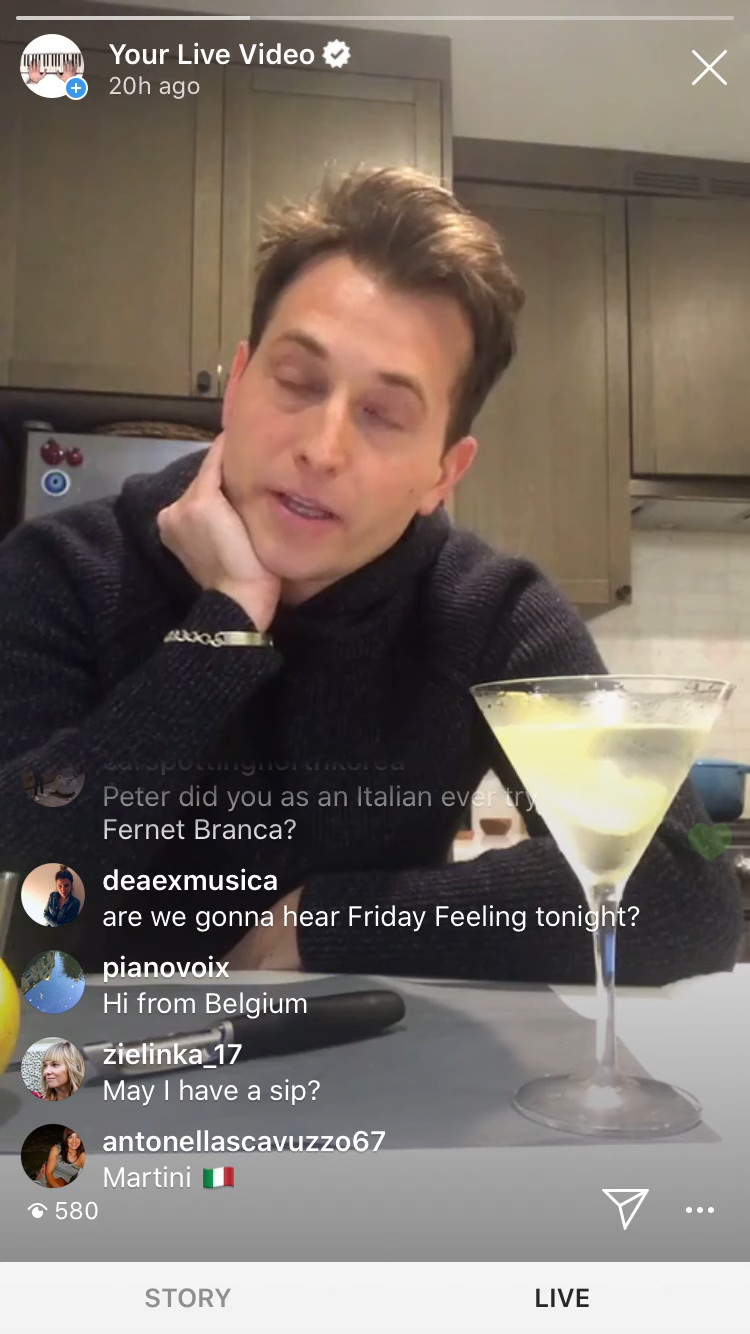 Your Live Video
20h ago
carspottingnorthkorea
Peter did you as an Italian ever try
Fernet Branca?
deaexmusica
are we gonna hear Friday Feeling tonight?
pianovoix
Hi from Belgium
zielinka_17
May I have a sip?
antonellascavuzzo67
Martini 🇮🇹
580
STORY
LIVE